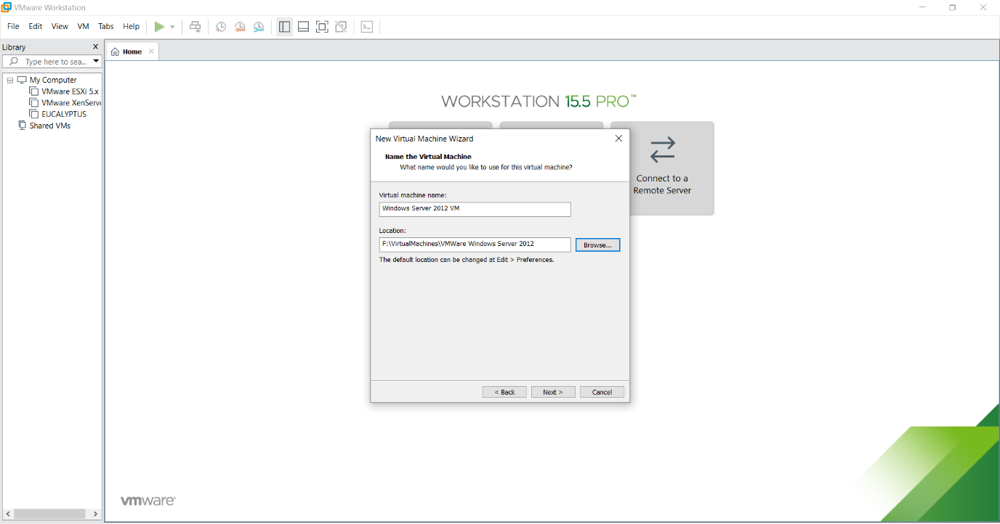 VMware Workstation
File Edit View VM Tabs Help
Library
Type here to sea...
Home
My Computer
VMware ESXi 5.x
VMware XenServe
EUCALYPTUS
Shared VMs
WORKSTATION 15.5 PRO™
Connect to a
Remote Server
New Virtual Machine Wizard
Name the Virtual Machine
What name would you like to use for this virtual machine?
Virtual machine name:
Windows Server 2012 VM
Location:
F:\VirtualMachines\VMWare Windows Server 2012
Browse...
The default location can be changed at Edit > Preferences.
< Back Next > Cancel
vmware®